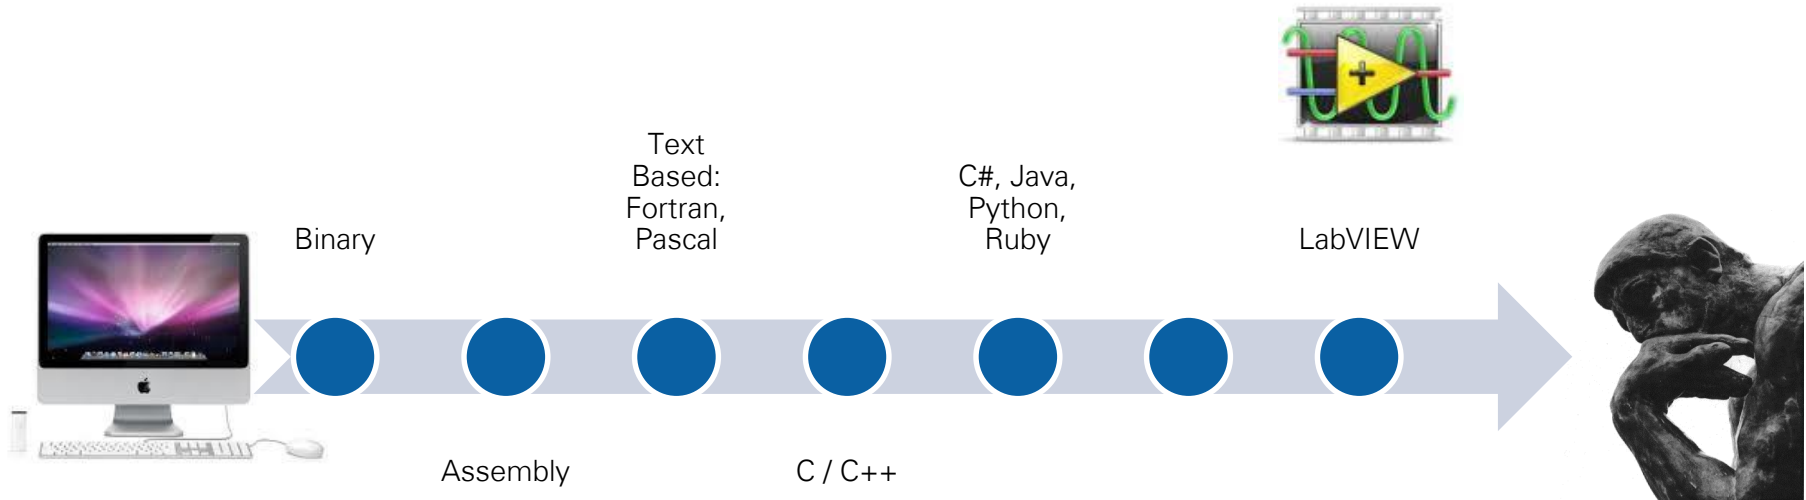 Binary
Assembly
Text
Based:
Fortran,
Pascal
C / C++
C#, Java,
Python,
Ruby
LabVIEW
+